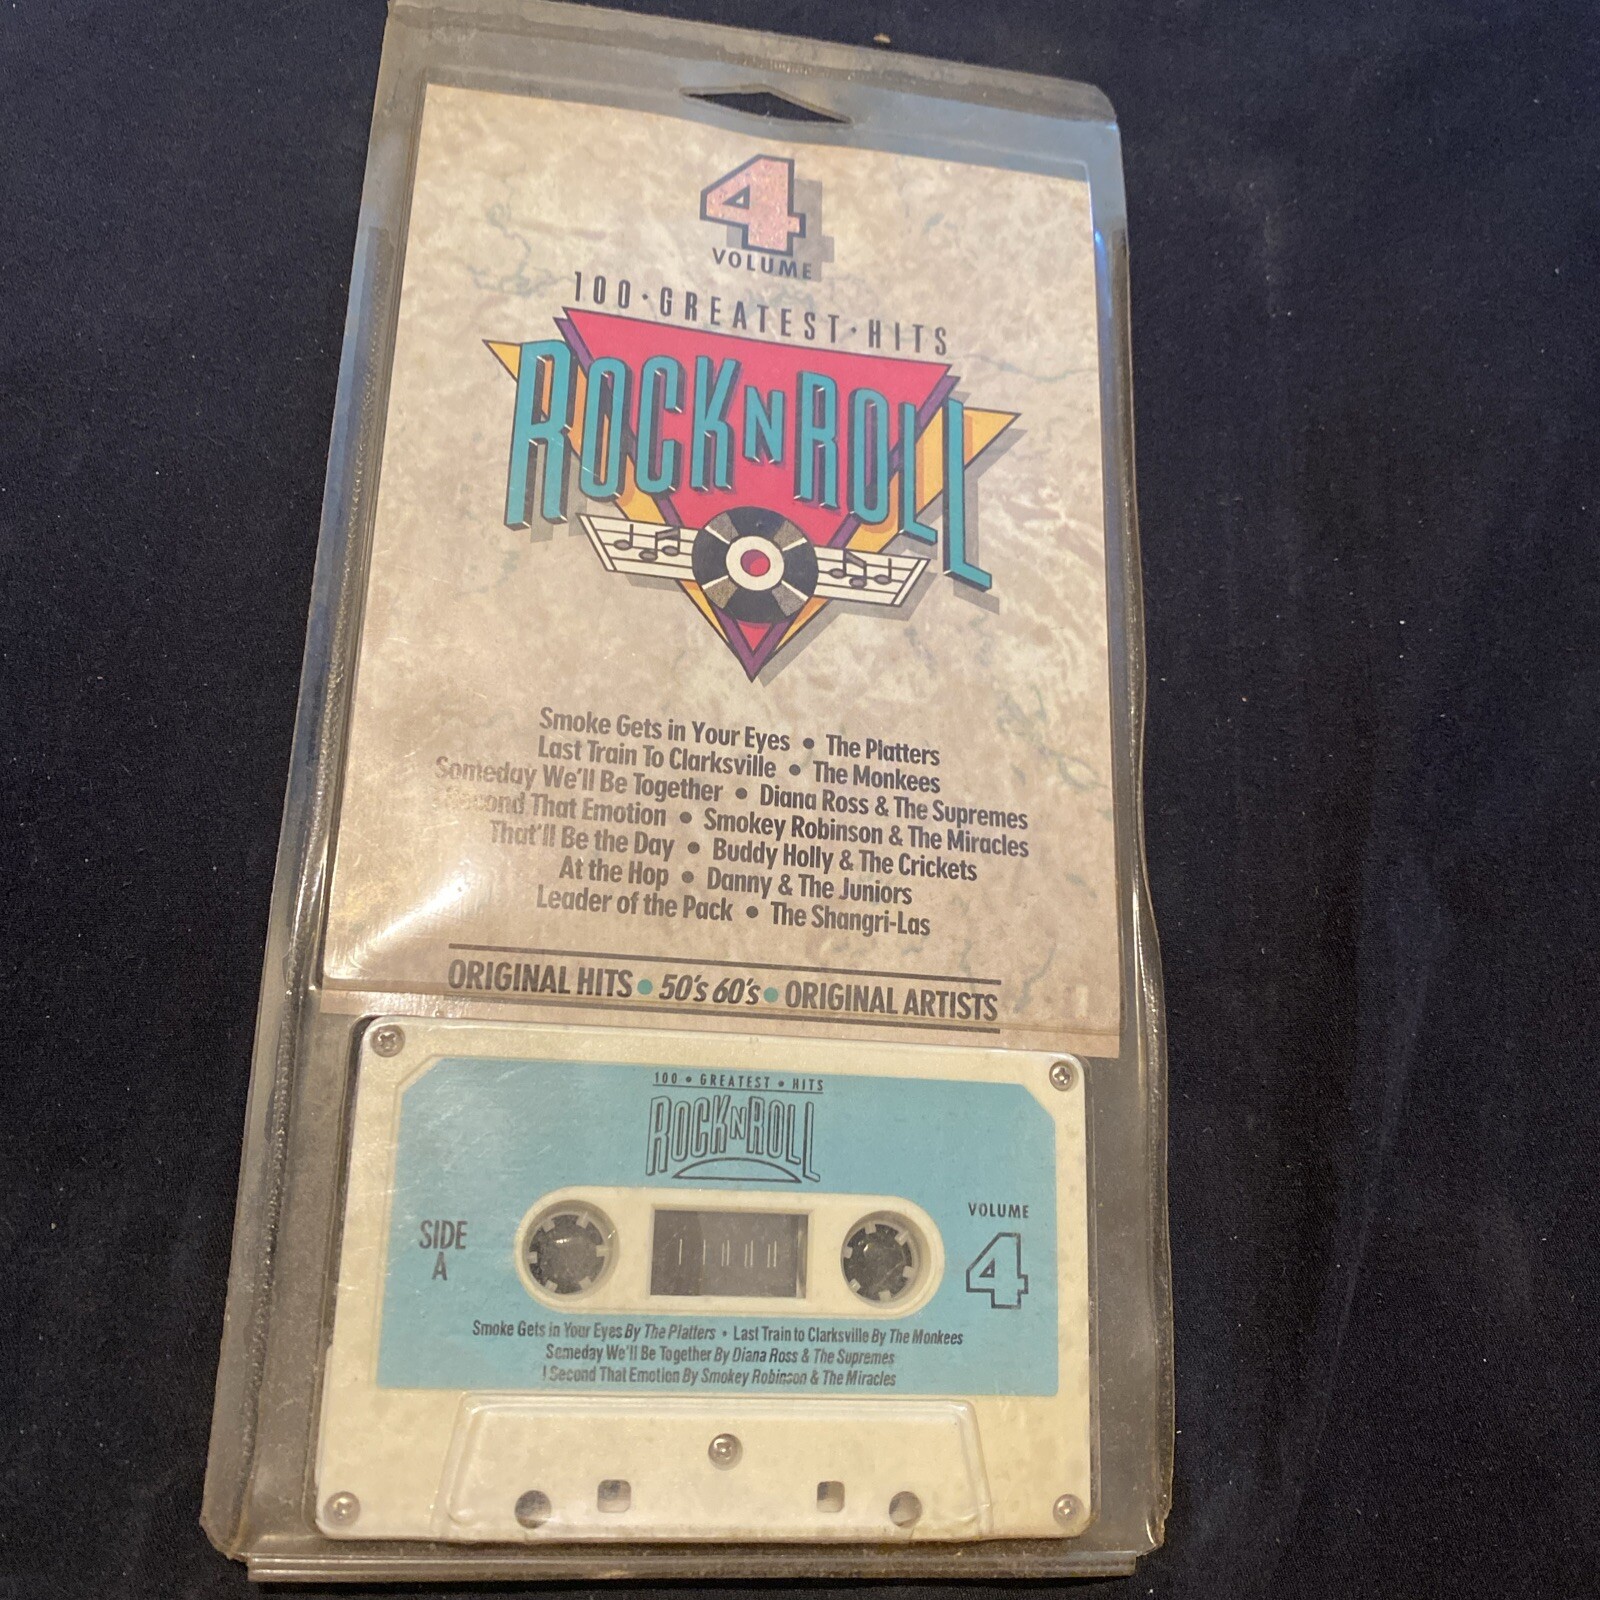 4
VOLUME
100 · GREATEST · HITS
ROCK N ROLL
Smoke Gets in Your Eyes • The Platters
Last Train To Clarksville • The Monkees
Someday We'll Be Together • Diana Ross & The Supremes
Second That Emotion • Smokey Robinson & The Miracles
That'll Be the Day • Buddy Holly & The Crickets
At the Hop • Danny & The Juniors
Leader of the Pack • The Shangri-Las
ORIGINAL HITS • 50's 60's • ORIGINAL ARTISTS
100 • GREATEST • HITS
ROCK N ROLL
SIDE
A
VOLUME
4
Smoke Gets in Your Eyes By The Platters • Last Train to Clarksville By The Monkees
Someday We'll Be Together By Diana Ross & The Supremes
I Second That Emotion By Smokey Robinson & The Miracles